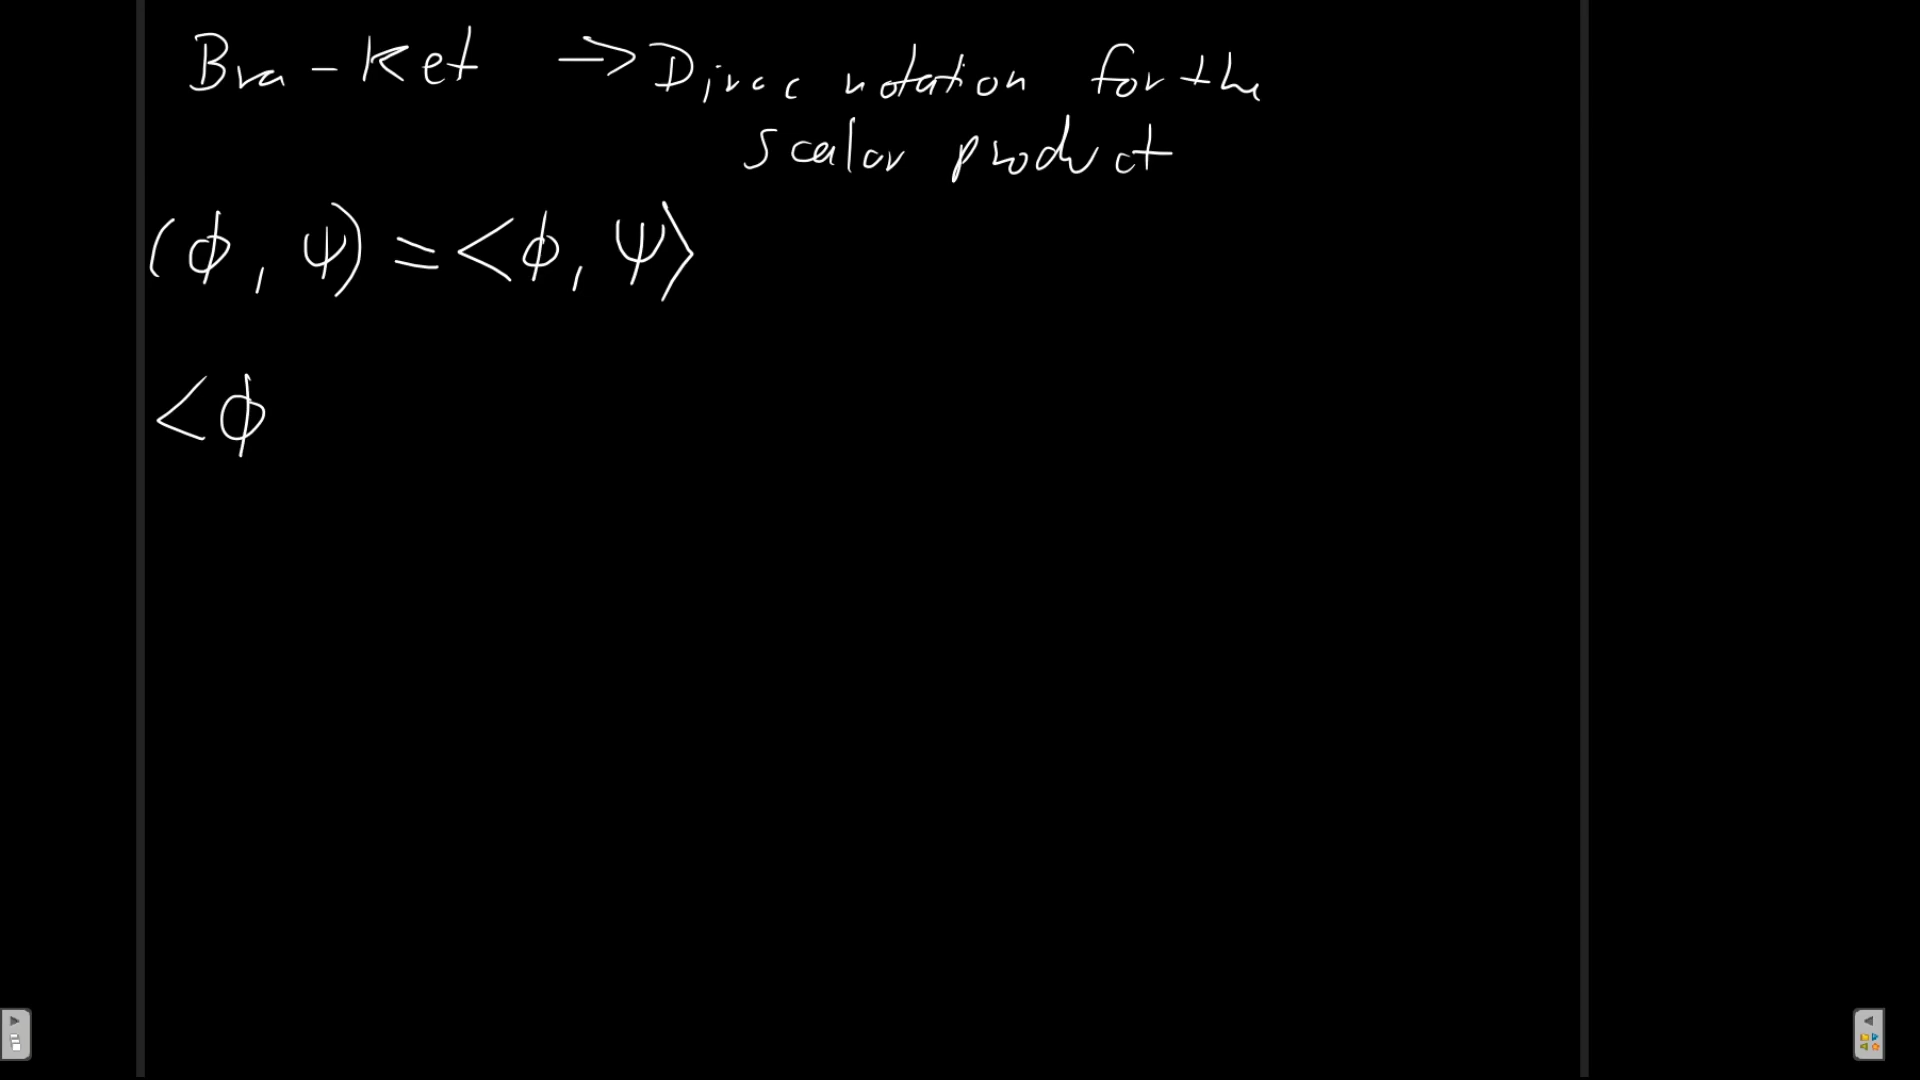 Bra-Ket → Dirac notation for the
scalar product
(ϕ, ψ) = <ϕ, ψ>
<ϕ